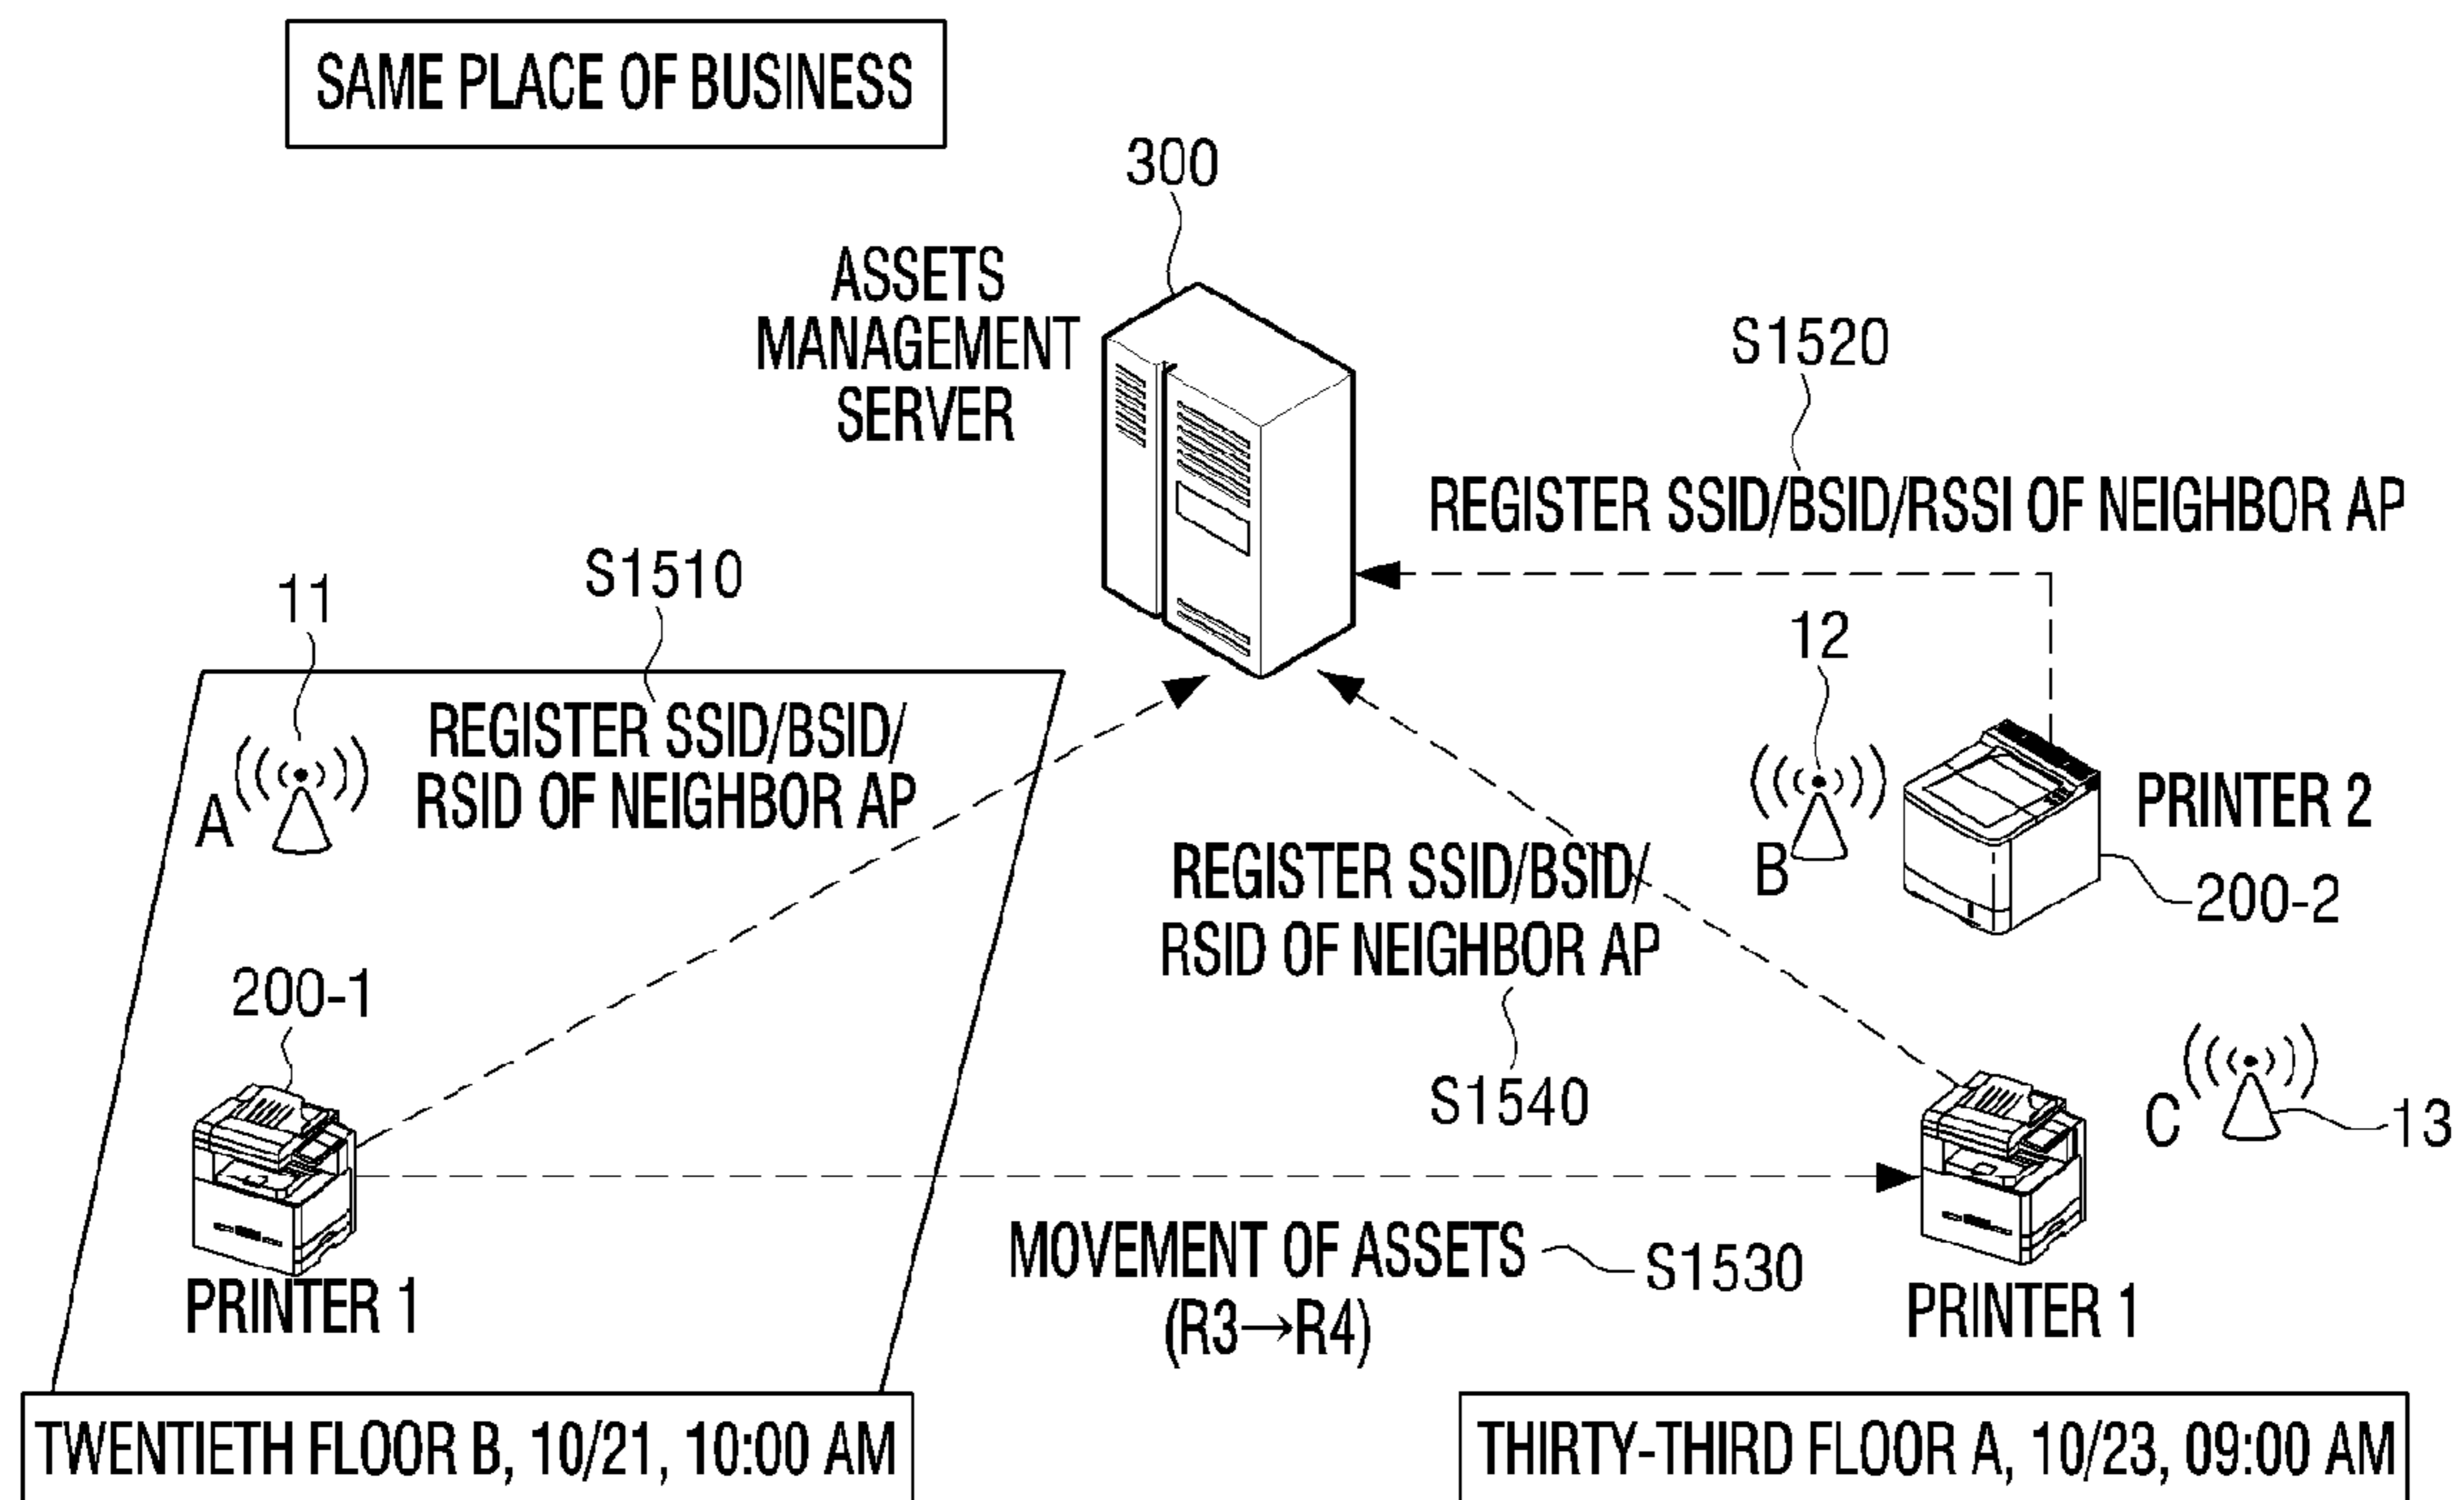 SAME PLACE OF BUSINESS
300
ASSETS
MANAGEMENT
SERVER
S1520
REGISTER SSID/BSID/RSSI OF NEIGHBOR AP
11
S1510
12
REGISTER SSID/BSID/
RSID OF NEIGHBOR AP
A
B
PRINTER 2
200-2
REGISTER SSID/BSID/
RSID OF NEIGHBOR AP
200-1
S1540
C
13
MOVEMENT OF ASSETS
S1530
(R3→R4)
PRINTER 1
PRINTER 1
TWENTIETH FLOOR B, 10/21, 10:00 AM
THIRTY-THIRD FLOOR A, 10/23, 09:00 AM